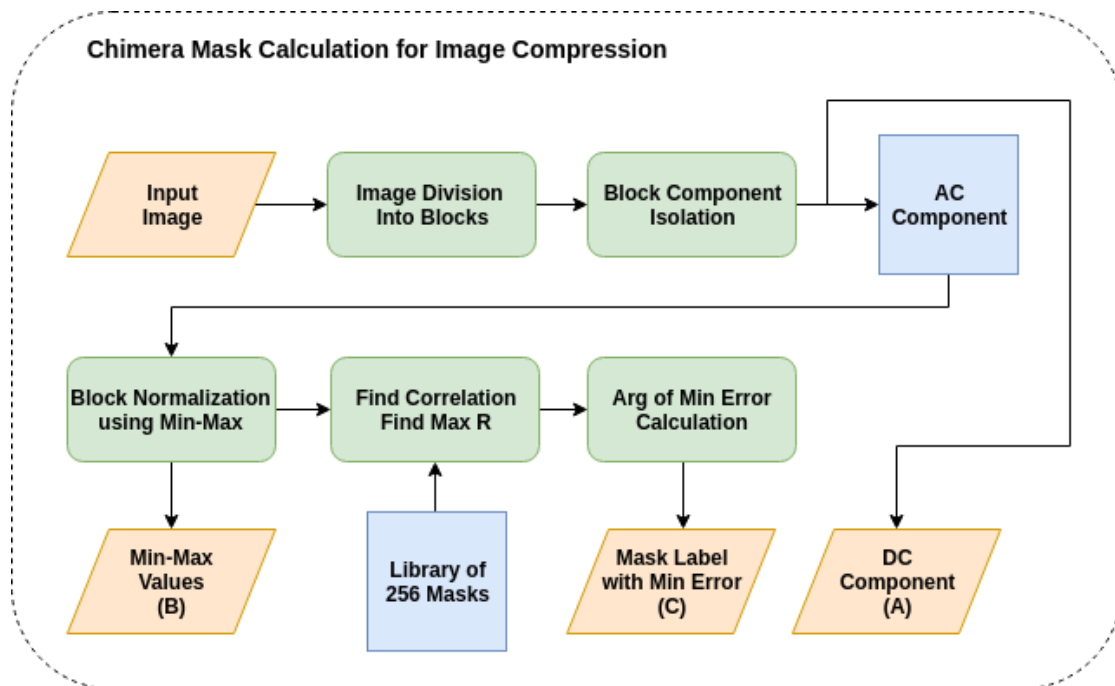 Chimera Mask Calculation for Image Compression
Input
Image
Image Division
Into Blocks
Block Component
Isolation
AC
Component
Block Normalization
using Min-Max
Find Correlation
Find Max R
Arg of Min Error
Calculation
Min-Max
Values
(B)
Library of
256 Masks
Mask Label
with Min Error
(C)
DC
Component
(A)